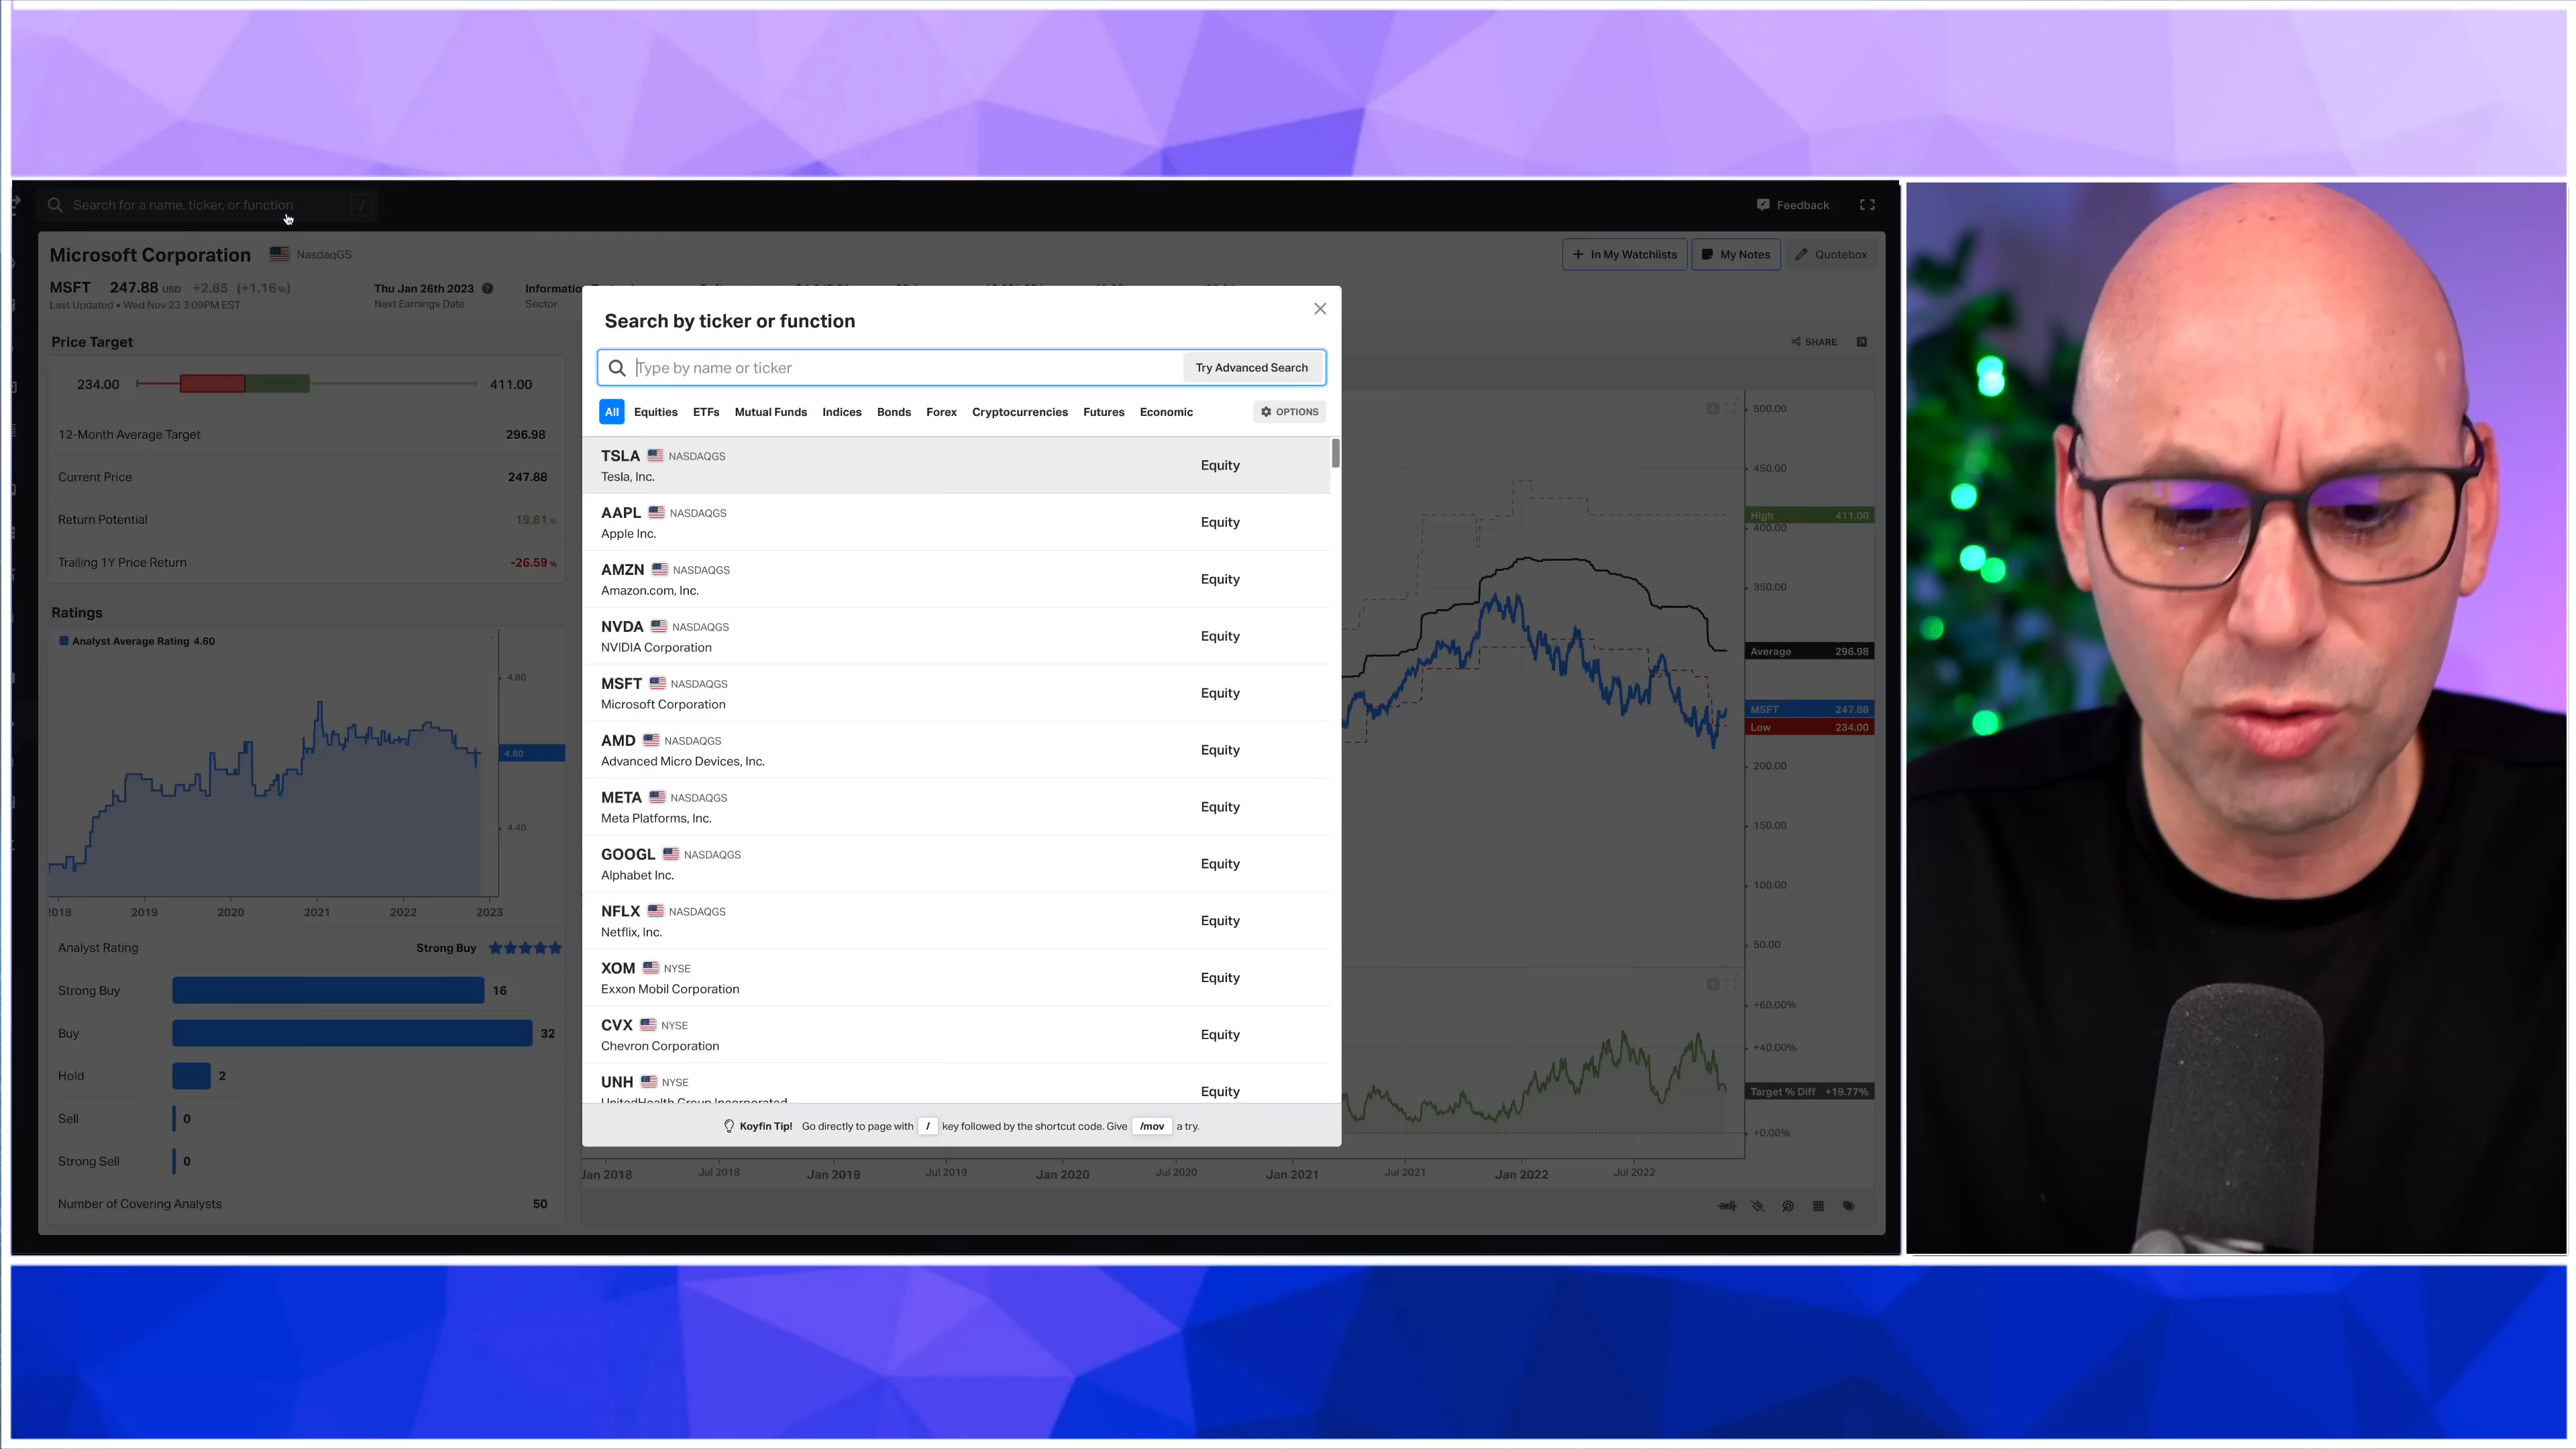 Search for a name, ticker, or function /
Feedback
Microsoft Corporation NasdaqGS
In My Watchlists My Notes Quotebox
MSFT 247.88 USD +2.85 (+1.16%)
Last Updated • Wed Nov 23 3:09PM EST
Thu Jan 26th 2023
Next Earnings Date
Sector
Price Target
234.00 411.00
12-Month Average Target 296.98
Current Price 247.88
Return Potential 19.81 %
Trailing 1Y Price Return -26.59 %
Ratings
Analyst Average Rating 4.60
4.80
4.60
4.40
2018 2019 2020 2021 2022 2023
Analyst Rating Strong Buy
Strong Buy 16
Buy 32
Hold 2
Sell 0
Strong Sell 0
Number of Covering Analysts 50
Search by ticker or function
Type by name or ticker
Try Advanced Search
All Equities ETFs Mutual Funds Indices Bonds Forex Cryptocurrencies Futures Economic OPTIONS
TSLA NASDAQGS
Tesla, Inc.
Equity
AAPL NASDAQGS
Apple Inc.
Equity
AMZN NASDAQGS
Amazon.com, Inc.
Equity
NVDA NASDAQGS
NVIDIA Corporation
Equity
MSFT NASDAQGS
Microsoft Corporation
Equity
AMD NASDAQGS
Advanced Micro Devices, Inc.
Equity
META NASDAQGS
Meta Platforms, Inc.
Equity
GOOGL NASDAQGS
Alphabet Inc.
Equity
NFLX NASDAQGS
Netflix, Inc.
Equity
XOM NYSE
Exxon Mobil Corporation
Equity
CVX NYSE
Chevron Corporation
Equity
UNH NYSE
UnitedHealth Group Incorporated
Equity
Koyfin Tip! Go directly to page with / key followed by the shortcut code. Give /mov a try.
SHARE
500.00
450.00
High 411.00
400.00
350.00
Average 296.98
MSFT 247.88
Low 234.00
200.00
150.00
100.00
50.00
+60.00%
+40.00%
Target % Diff +19.77%
+0.00%
Jan 2018 Jul 2018 Jan 2019 Jul 2019 Jan 2020 Jul 2020 Jan 2021 Jul 2021 Jan 2022 Jul 2022
adj